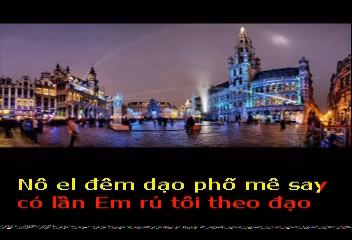 Nô el đêm dạo phố mê say
có lần Em rủ tôi theo đạo